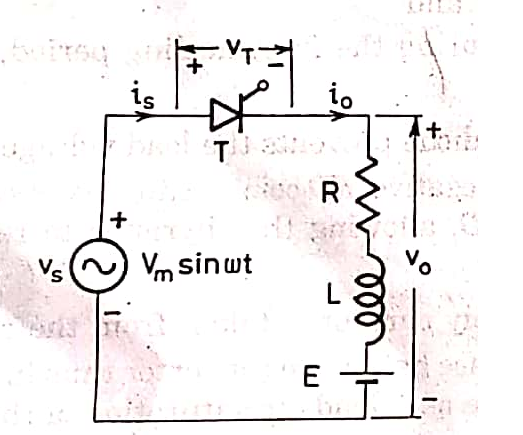 v_T
+ −
i_s i_o
T
+
R
+
v_s V_m sinωt
v_o
L
−
E
−